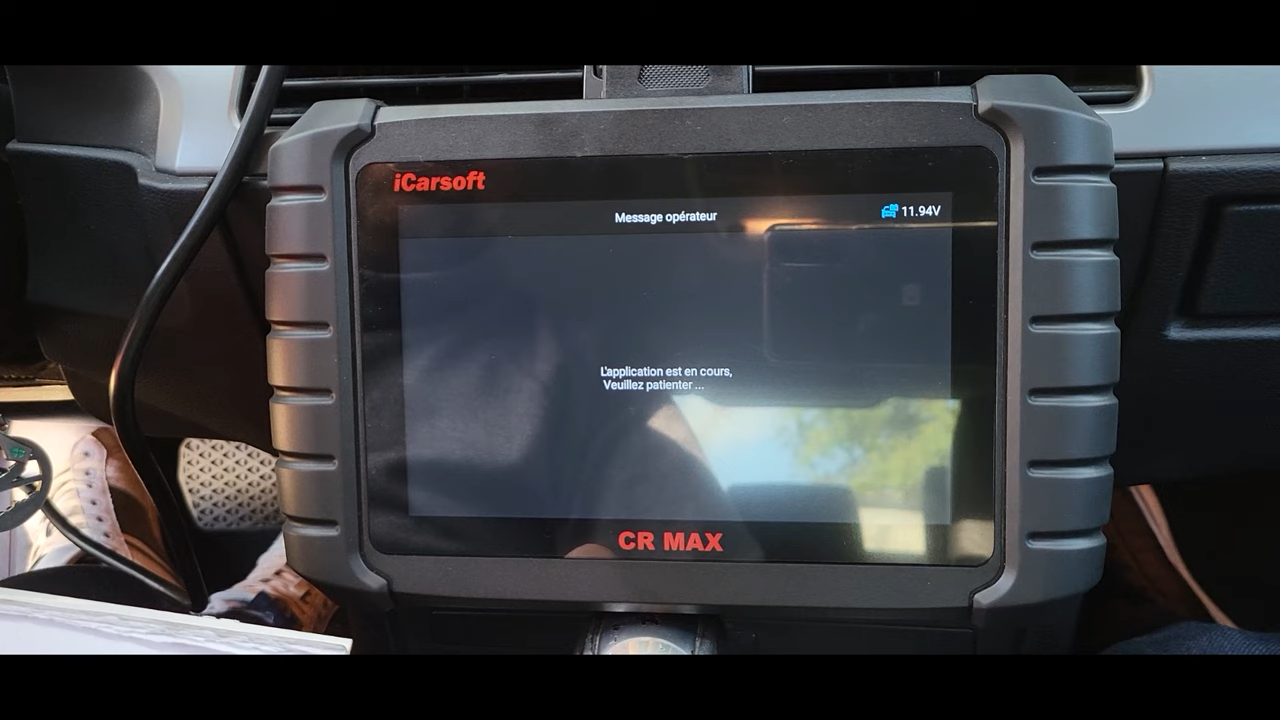 iCarsoft
Message opérateur
11.94V
L'application est en cours,
Veuillez patienter ...
CR MAX